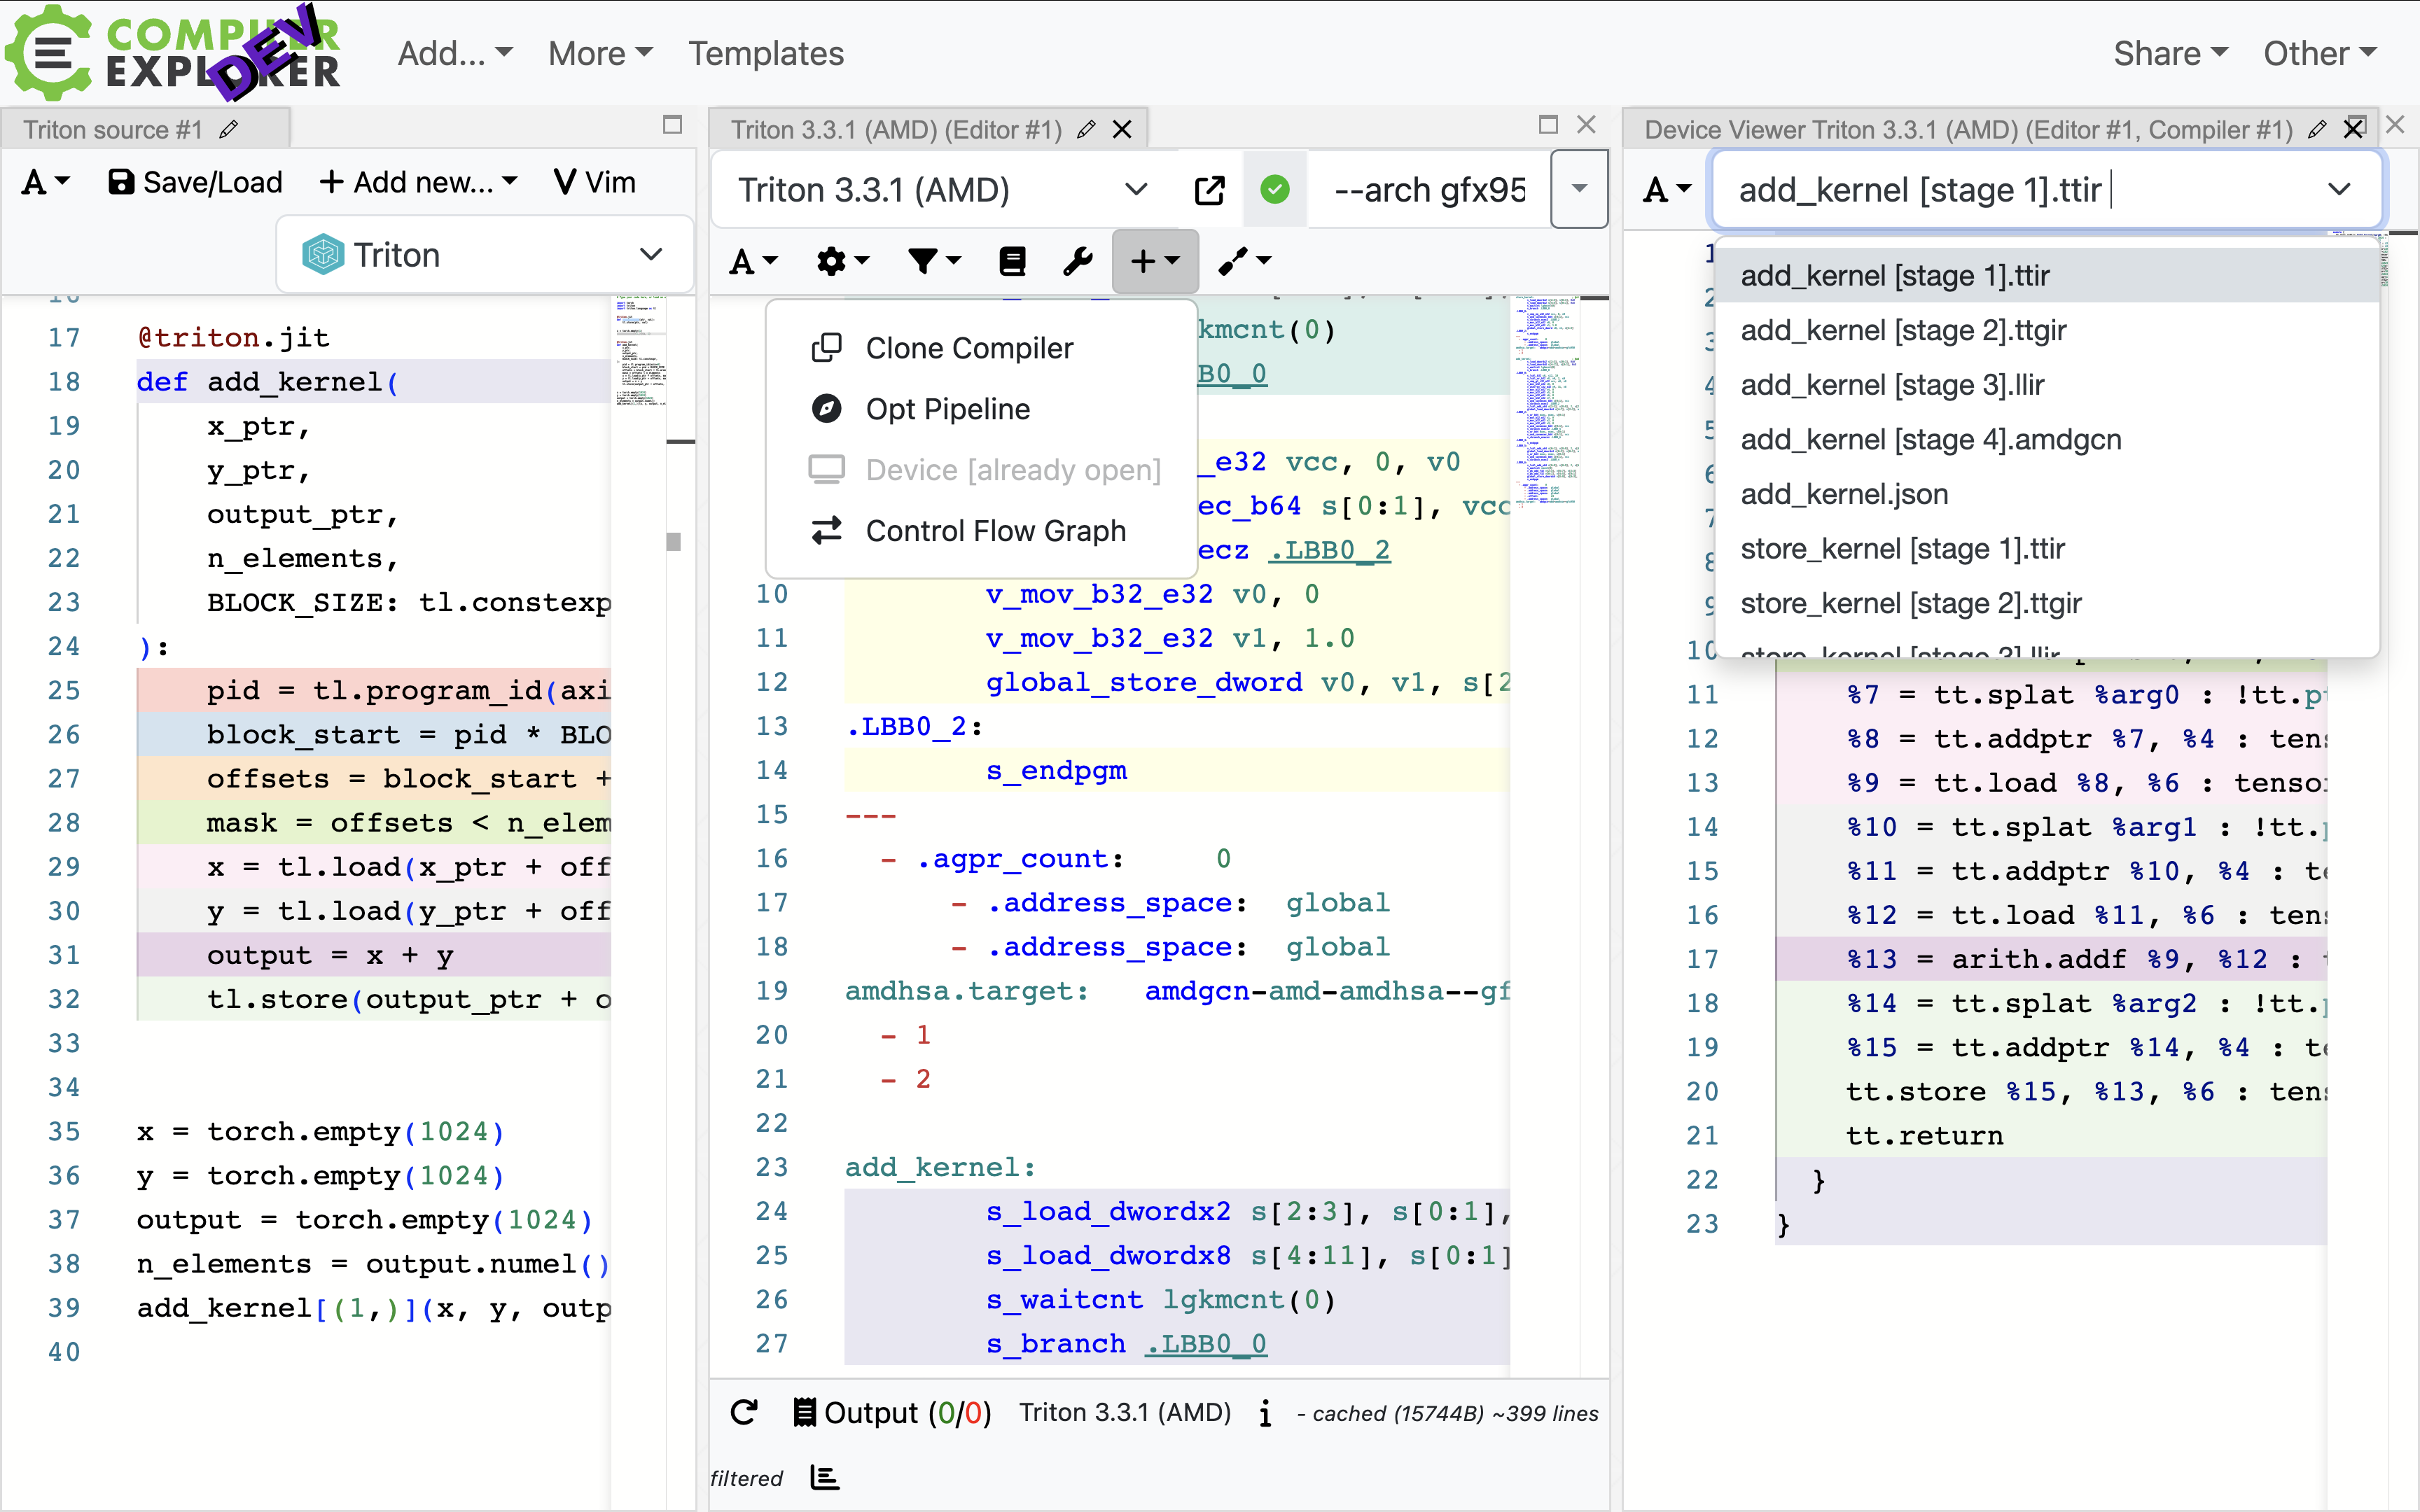 COMPILER
EXPLORER
DEV
Add...
More
Templates
Share
Other
Triton source #1
A
Save/Load
Add new...
Vim
Triton
17 @triton.jit
18 def add_kernel(
19 x_ptr,
20 y_ptr,
21 output_ptr,
22 n_elements,
23 BLOCK_SIZE: tl.constexp
24 ):
25 pid = tl.program_id(axi
26 block_start = pid * BLO
27 offsets = block_start +
28 mask = offsets < n_elem
29 x = tl.load(x_ptr + off
30 y = tl.load(y_ptr + off
31 output = x + y
32 tl.store(output_ptr + o
33
34
35 x = torch.empty(1024)
36 y = torch.empty(1024)
37 output = torch.empty(1024)
38 n_elements = output.numel()
39 add_kernel[(1,)](x, y, outp
40
Triton 3.3.1 (AMD) (Editor #1)
Triton 3.3.1 (AMD)
--arch gfx95
A
Clone Compiler
Opt Pipeline
Device [already open]
Control Flow Graph
kmcnt(0)
B0_0
_e32 vcc, 0, v0
ec_b64 s[0:1], vcc
ecz .LBB0_2
10 v_mov_b32_e32 v0, 0
11 v_mov_b32_e32 v1, 1.0
12 global_store_dword v0, v1, s[2
13 .LBB0_2:
14 s_endpgm
15 ---
16 - .agpr_count: 0
17 - .address_space: global
18 - .address_space: global
19 amdhsa.target: amdgcn-amd-amdhsa--gf
20 - 1
21 - 2
22
23 add_kernel:
24 s_load_dwordx2 s[2:3], s[0:1],
25 s_load_dwordx8 s[4:11], s[0:1]
26 s_waitcnt lgkmcnt(0)
27 s_branch .LBB0_0
Output (0/0) Triton 3.3.1 (AMD) - cached (15744B) ~399 lines
filtered
Device Viewer Triton 3.3.1 (AMD) (Editor #1, Compiler #1)
A
add_kernel [stage 1].ttir
add_kernel [stage 1].ttir
add_kernel [stage 2].ttgir
add_kernel [stage 3].llir
add_kernel [stage 4].amdgcn
add_kernel.json
store_kernel [stage 1].ttir
store_kernel [stage 2].ttgir
store_kernel [stage 3].llir
1
2
3
4
5
6
7
8
9
10
11 %7 = tt.splat %arg0 : !tt.p
12 %8 = tt.addptr %7, %4 : tens
13 %9 = tt.load %8, %6 : tenso
14 %10 = tt.splat %arg1 : !tt.
15 %11 = tt.addptr %10, %4 : te
16 %12 = tt.load %11, %6 : tens
17 %13 = arith.addf %9, %12 :
18 %14 = tt.splat %arg2 : !tt.
19 %15 = tt.addptr %14, %4 : te
20 tt.store %15, %13, %6 : tens
21 tt.return
22 }
23 }